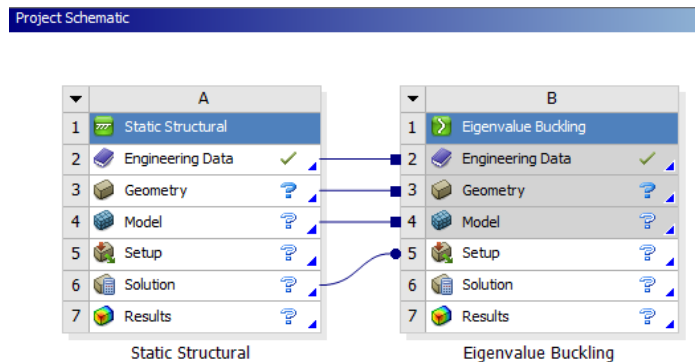 Project Schematic
A
1 Static Structural
2 Engineering Data
3 Geometry
4 Model
5 Setup
6 Solution
7 Results
Static Structural
B
1 Eigenvalue Buckling
2 Engineering Data
3 Geometry
4 Model
5 Setup
6 Solution
7 Results
Eigenvalue Buckling